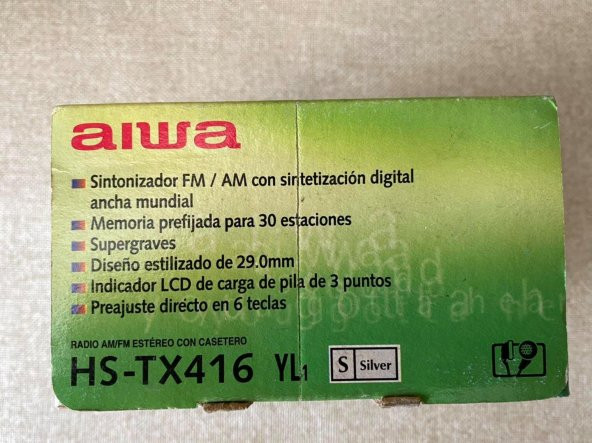 aiwa
Sintonizador FM / AM con sintetización digital
ancha mundial
Memoria prefijada para 30 estaciones
Supergraves
Diseño estilizado de 29.0mm
Indicador LCD de carga de pila de 3 puntos
Preajuste directo en 6 teclas
RADIO AM/FM ESTÉREO CON CASETERO
HS-TX416 YL1 S Silver